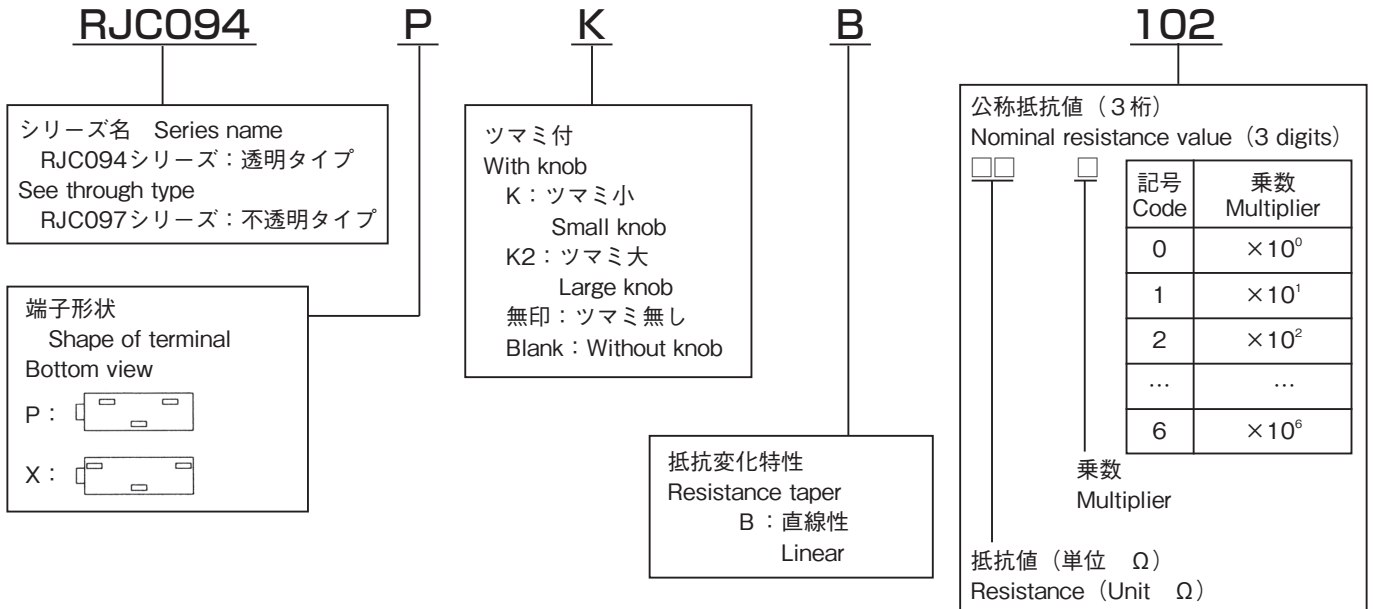 RJC094 P K B 102
シリーズ名 Series name
RJC094シリーズ：透明タイプ
See through type
RJC097シリーズ：不透明タイプ
端子形状
Shape of terminal
Bottom view
P：
X：
ツマミ付
With knob
K：ツマミ小
Small knob
K2：ツマミ大
Large knob
無印：ツマミ無し
Blank：Without knob
抵抗変化特性
Resistance taper
B：直線性
Linear
公称抵抗値（３桁）
Nominal resistance value（3 digits）
□□ □
記号 乗数
Code Multiplier
0 ×10⁰
1 ×10¹
2 ×10²
… …
6 ×10⁶
乗数
Multiplier
抵抗値（単位 Ω）
Resistance（Unit Ω）